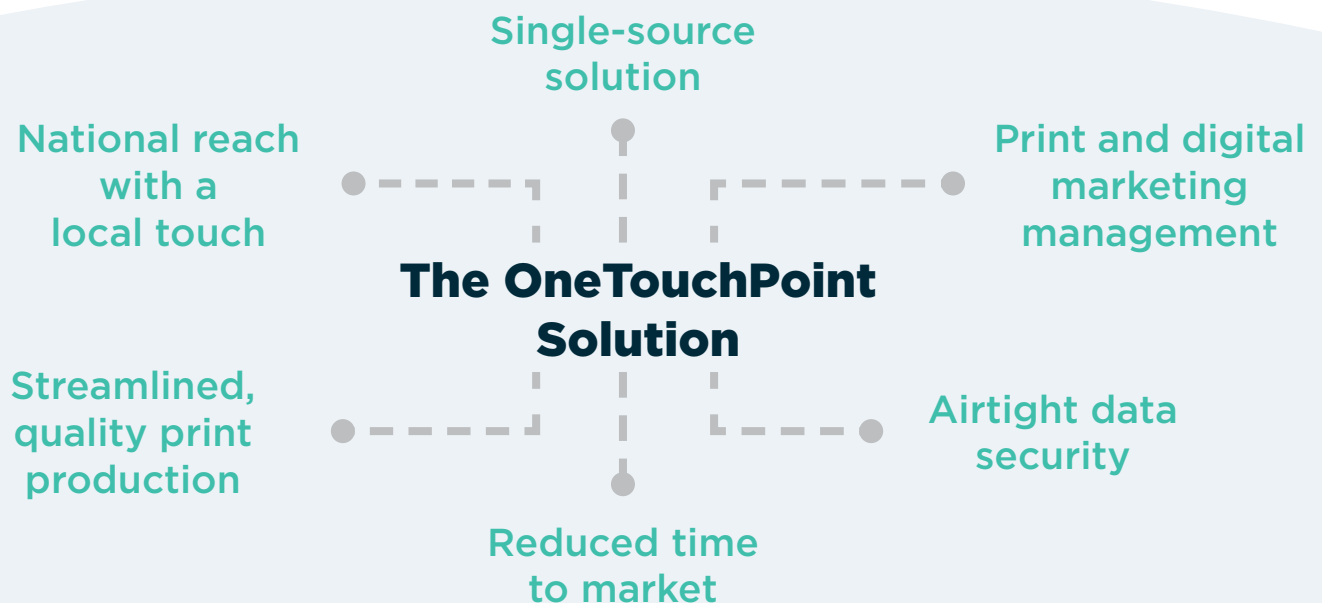 Single-source
solution
National reach
with a
local touch
Print and digital
marketing
management
The OneTouchPoint
Solution
Streamlined,
quality print
production
Airtight data
security
Reduced time
to market